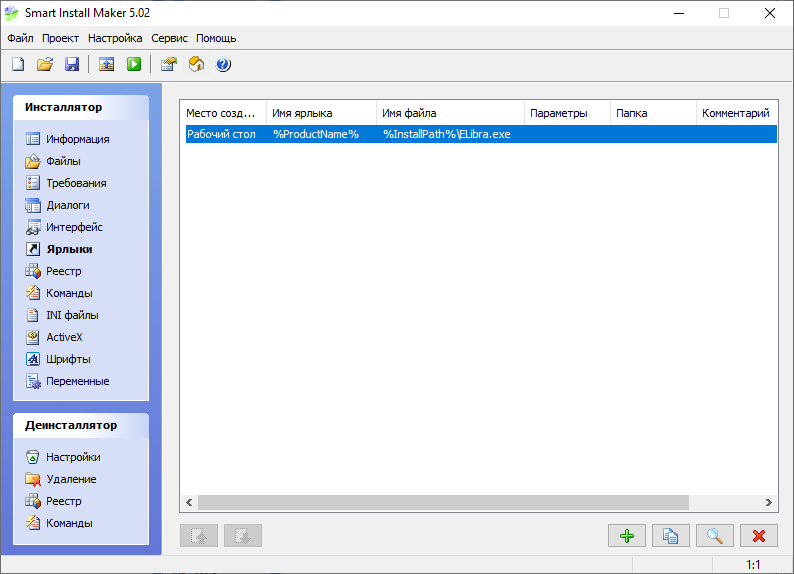 Smart Install Maker 5.02
Файл Проект Настройка Сервис Помощь
Инсталлятор
Информация
Файлы
Требования
Диалоги
Интерфейс
Ярлыки
Реестр
Команды
INI файлы
ActiveX
Шрифты
Переменные
Деинсталлятор
Настройки
Удаление
Реестр
Команды
Место созд... Имя ярлыка Имя файла Параметры Папка Комментарий
Рабочий стол %ProductName% %InstallPath%\ELibra.exe
1:1